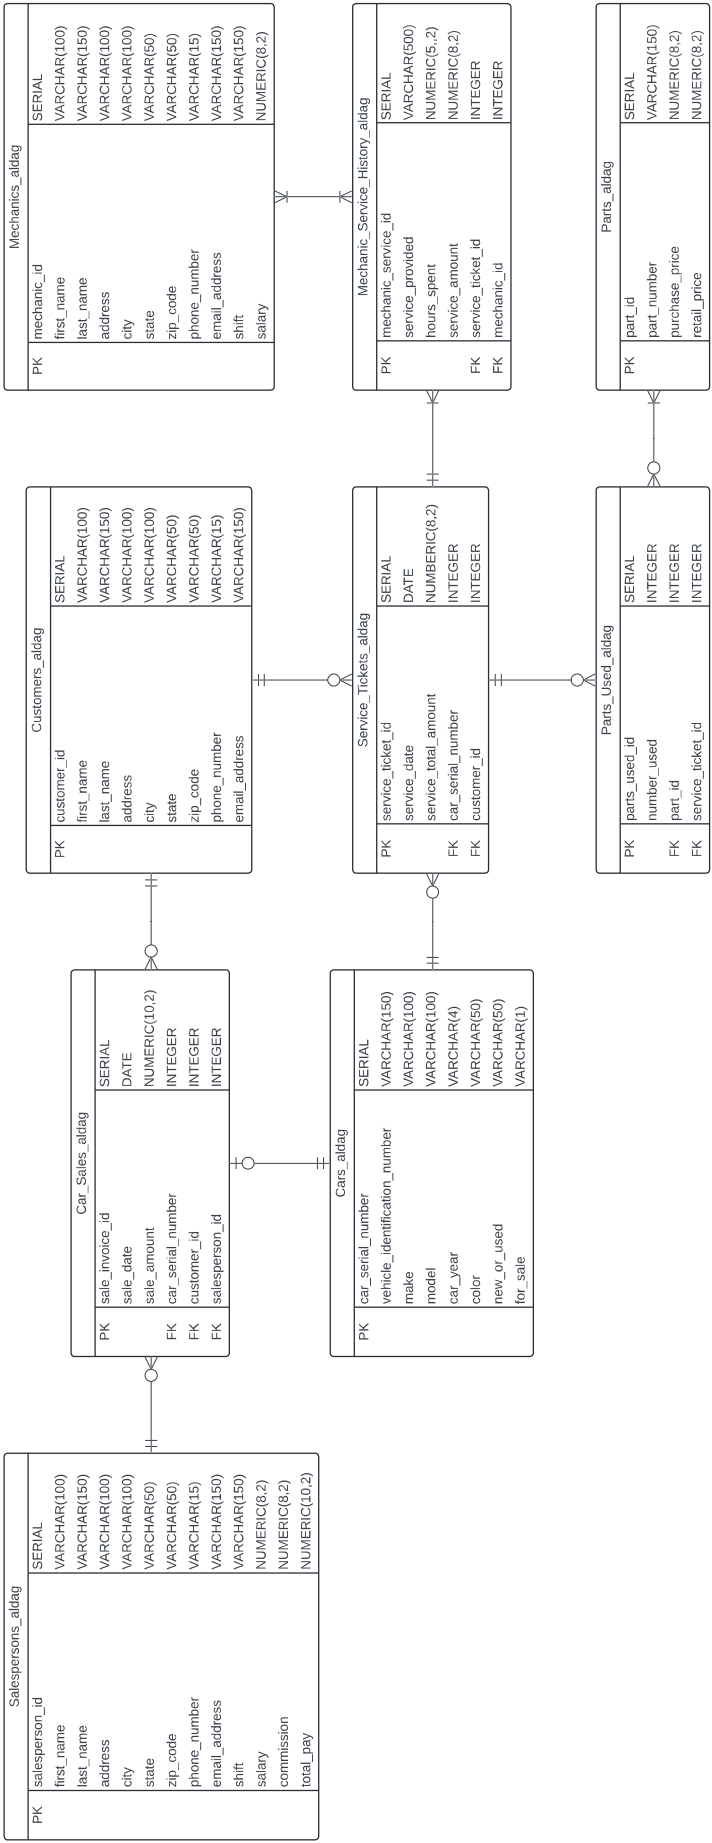 Salespersons_aldag
PK salesperson_id SERIAL
first_name VARCHAR(100)
last_name VARCHAR(150)
address VARCHAR(100)
city VARCHAR(100)
state VARCHAR(50)
zip_code VARCHAR(50)
phone_number VARCHAR(15)
email_address VARCHAR(150)
shift VARCHAR(150)
salary NUMERIC(8,2)
commission NUMERIC(8,2)
total_pay NUMERIC(10,2)
Car_Sales_aldag
PK sale_invoice_id SERIAL
sale_date DATE
sale_amount NUMERIC(10,2)
FK car_serial_number INTEGER
FK customer_id INTEGER
FK salesperson_id INTEGER
Customers_aldag
PK customer_id SERIAL
first_name VARCHAR(100)
last_name VARCHAR(150)
address VARCHAR(100)
city VARCHAR(100)
state VARCHAR(50)
zip_code VARCHAR(50)
phone_number VARCHAR(15)
email_address VARCHAR(150)
Mechanics_aldag
PK mechanic_id SERIAL
first_name VARCHAR(100)
last_name VARCHAR(150)
address VARCHAR(100)
city VARCHAR(100)
state VARCHAR(50)
zip_code VARCHAR(50)
phone_number VARCHAR(15)
email_address VARCHAR(150)
shift VARCHAR(150)
salary NUMERIC(8,2)
Cars_aldag
PK car_serial_number SERIAL
vehicle_identification_number VARCHAR(150)
make VARCHAR(100)
model VARCHAR(100)
car_year VARCHAR(4)
color VARCHAR(50)
new_or_used VARCHAR(50)
for_sale VARCHAR(1)
Service_Tickets_aldag
PK service_ticket_id SERIAL
service_date DATE
service_total_amount NUMBERIC(8,2)
FK car_serial_number INTEGER
FK customer_id INTEGER
Mechanic_Service_History_aldag
PK mechanic_service_id SERIAL
service_provided VARCHAR(500)
hours_spent NUMERIC(5,,2)
service_amount NUMERIC(8.2)
FK service_ticket_id INTEGER
FK mechanic_id INTEGER
Parts_Used_aldag
PK parts_used_id SERIAL
number_used INTEGER
FK part_id INTEGER
FK service_ticket_id INTEGER
Parts_aldag
PK part_id SERIAL
part_number VARCHAR(150)
purchase_price NUMERIC(8,2)
retail_price NUMERIC(8,2)